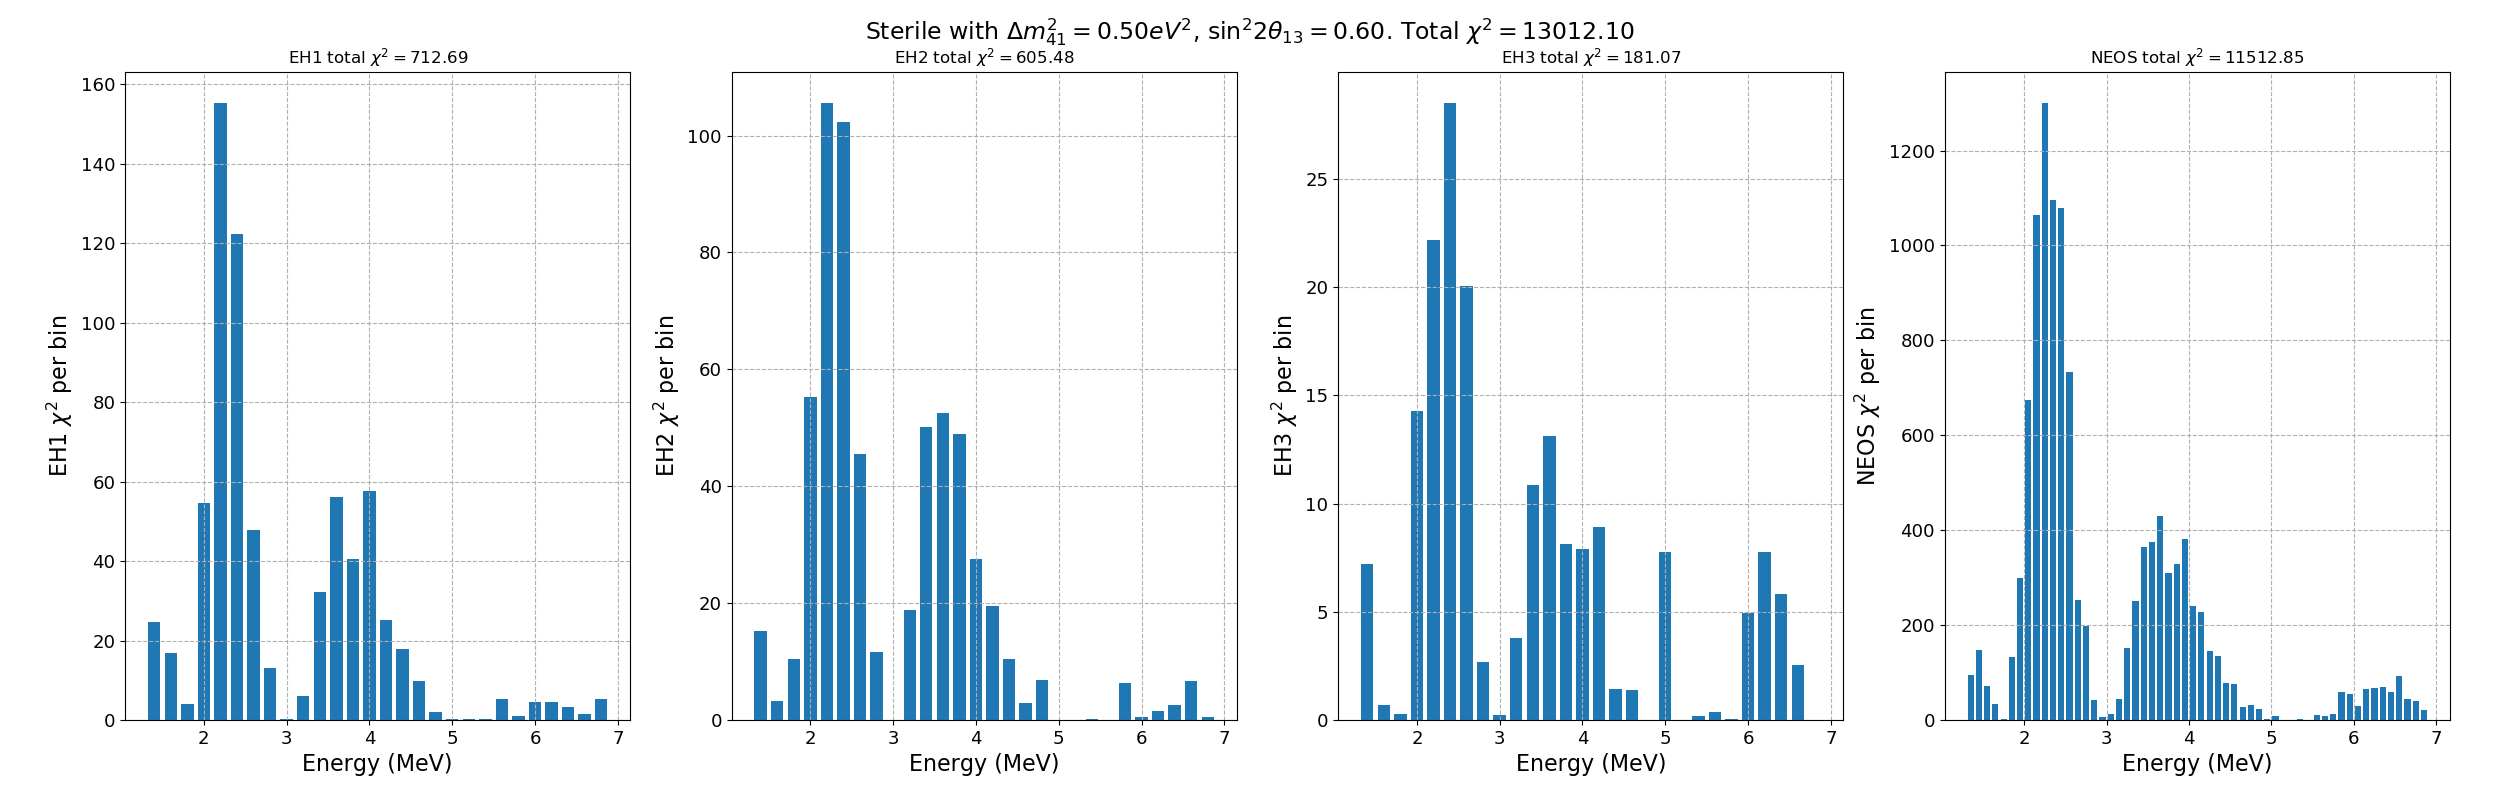 Sterile with Δm²₄₁ = 0.50eV², sin²2θ₁₃ = 0.60. Total χ² = 13012.10
EH1 total χ² = 712.69
160
140
120
100
80
60
40
20
0
2 3 4 5 6 7
EH1 χ² per bin
Energy (MeV)
EH2 total χ² = 605.48
100
80
60
40
20
0
2 3 4 5 6 7
EH2 χ² per bin
Energy (MeV)
EH3 total χ² = 181.07
25
20
15
10
5
0
2 3 4 5 6 7
EH3 χ² per bin
Energy (MeV)
NEOS total χ² = 11512.85
1200
1000
800
600
400
200
0
2 3 4 5 6 7
NEOS χ² per bin
Energy (MeV)